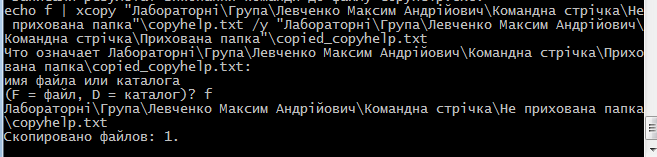 echo f | xcopy "Лабораторні\Група\Левченко Максим Андрійович\Командна стрічка\Не
прихована папка"\copyhelp.txt /y "Лабораторні\Група\Левченко Максим Андрійович\
Командна стрічка\Прихована папка"\copied_copyhelp.txt
Что означает Лабораторні\Група\Левченко Максим Андрійович\Командна стрічка\Прихо
вана папка\copied_copyhelp.txt:
имя файла или каталога
(F = файл, D = каталог)? f
Лабораторні\Група\Левченко Максим Андрійович\Командна стрічка\Не прихована папка
\copyhelp.txt
Скопировано файлов: 1.